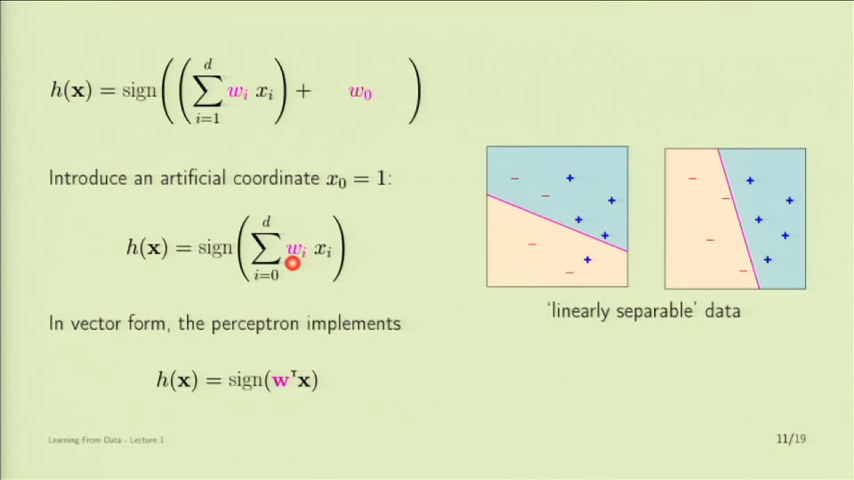 h(x) = sign((∑_{i=1}^{d} w_i x_i) + w_0)
Introduce an artificial coordinate x_0 = 1:
h(x) = sign(∑_{i=0}^{d} w_i x_i)
In vector form, the perceptron implements
h(x) = sign(w^T x)
'linearly separable' data
Learning From Data - Lecture 1
11/19